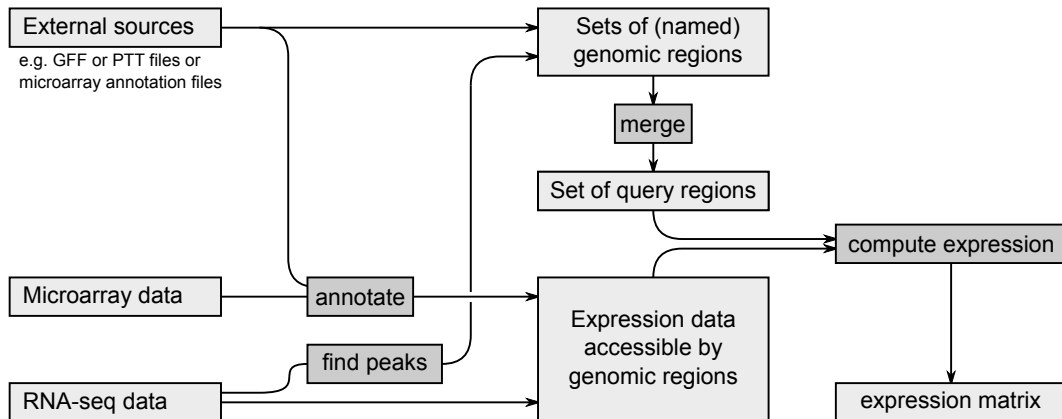 External sources
e.g. GFF or PTT files or
microarray annotation files
Sets of (named)
genomic regions
merge
Set of query regions
compute expression
Microarray data
annotate
Expression data
accessible by
genomic regions
find peaks
RNA-seq data
expression matrix